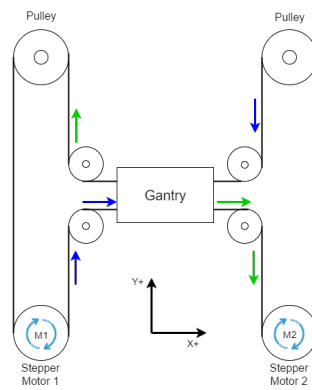 Pulley
Pulley
Gantry
Y+
X+
M1
M2
Stepper
Motor 1
Stepper
Motor 2